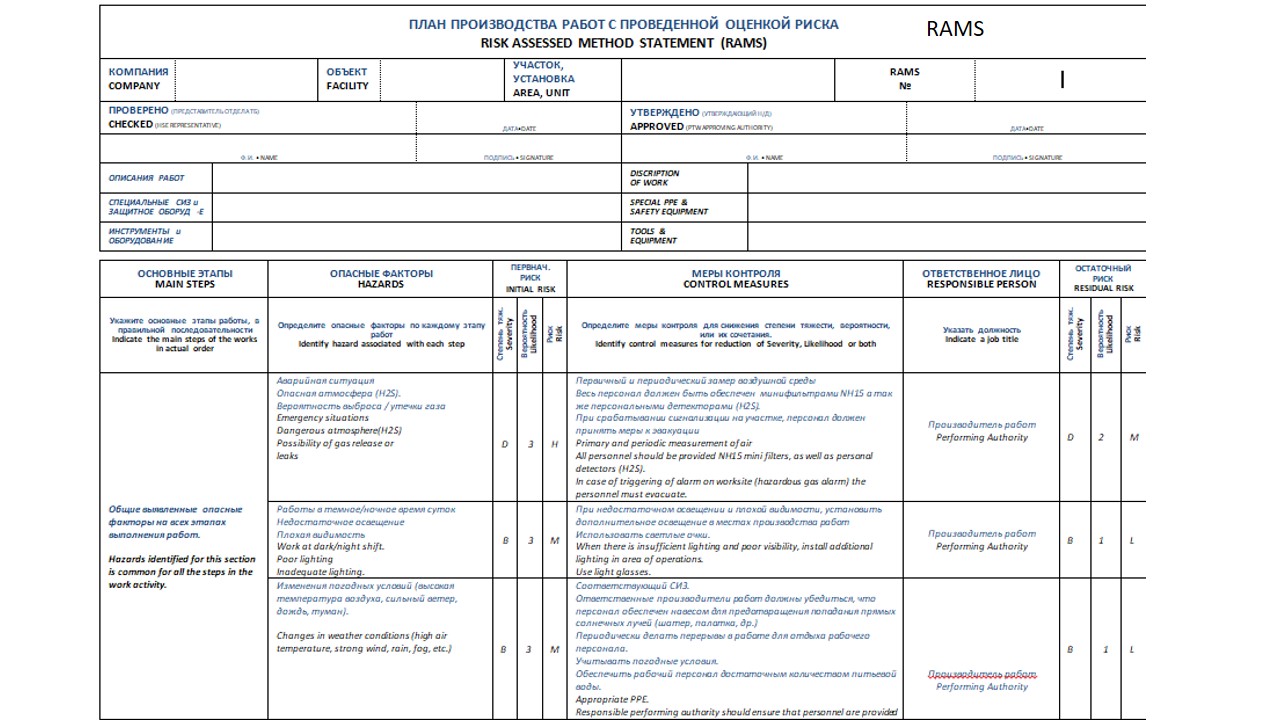 ПЛАН ПРОИЗВОДСТВА РАБОТ С ПРОВЕДЕННОЙ ОЦЕНКОЙ РИСКА
RAMS
RISK ASSESSED METHOD STATEMENT (RAMS)
КОМПАНИЯ
COMPANY
ОБЪЕКТ
FACILITY
УЧАСТОК,
УСТАНОВКА
AREA, UNIT
RAMS
№
ПРОВЕРЕНО (ПРЕДСТАВИТЕЛЬ ОТДЕЛА ТБ)
CHECKED (HSE REPRESENTATIVE)
ДАТА•DATE
УТВЕРЖДЕНО (УТВЕРЖДАЮЩИЙ Н/Д)
APPROVED (PTW APPROVING AUTHORITY)
ДАТА•DATE
Ф.И. • NAME
ПОДПИСЬ • SIGNATURE
Ф.И. • NAME
ПОДПИСЬ • SIGNATURE
ОПИСАНИЯ РАБОТ
DISCRIPTION
OF WORK
СПЕЦИАЛЬНЫЕ СИЗ и
ЗАЩИТНОЕ ОБОРУД -Е
SPECIAL PPE &
SAFETY EQUIPMENT
ИНСТРУМЕНТЫ и
ОБОРУДОВАНИЕ
TOOLS &
EQUIPMENT
ОСНОВНЫЕ ЭТАПЫ
MAIN STEPS
ОПАСНЫЕ ФАКТОРЫ
HAZARDS
ПЕРВНАЧ.
РИСК
INITIAL RISK
МЕРЫ КОНТРОЛЯ
CONTROL MEASURES
ОТВЕТСТВЕННОЕ ЛИЦО
RESPONSIBLE PERSON
ОСТАТОЧНЫЙ
РИСК
RESIDUAL RISK
Укажите основные этапы работы, в
правильной последовательности
Indicate the main steps of the works
in actual order
Определите опасные факторы по каждому этапу
работ
Identify hazard associated with each step
Степень тяж.
Severity
Вероятность
Likelihood
Риск
Risk
Определите меры контроля для снижения степени тяжести, вероятности,
или их сочетания.
Identify control measures for reduction of Severity, Likelihood or both
Указать должность
Indicate a job title
Степень тяж.
Severity
Вероятность
Likelihood
Риск
Risk
Общие выявленные опасные
факторы на всех этапах
выполнения работ.
Hazards identified for this section
is common for all the steps in the
work activity.
Аварийная ситуация
Опасная атмосфера (H2S).
Вероятность выброса / утечки газа
Emergency situations
Dangerous atmosphere(H2S)
Possibility of gas release or
leaks
D
3
H
Первичный и периодический замер воздушной среды
Весь персонал должен быть обеспечен минифильтрами NH15 а так
же персональными детекторами (H2S).
При срабатывании сигнализации на участке, персонал должен
принять меры к эвакуации
Primary and periodic measurement of air
All personnel should be provided NH15 mini filters, as well as personal
detectors (H2S).
In case of triggering of alarm on worksite (hazardous gas alarm) the
personnel must evacuate.
Производитель работ
Performing Authority
D
2
M
Работы в темное/ночное время суток
Недостаточное освещение
Плохая видимость
Work at dark/night shift.
Poor lighting
Inadequate lighting.
B
3
M
При недостаточном освещении и плохой видимости, установить
дополнительное освещение в местах производства работ
Использовать светлые очки.
When there is insufficient lighting and poor visibility, install additional
lighting in area of operations.
Use light glasses.
Производитель работ
Performing Authority
B
1
L
Изменения погодных условий (высокая
температура воздуха, сильный ветер,
дождь, туман).
Changes in weather conditions (high air
temperature, strong wind, rain, fog, etc.)
B
3
M
Соответствующий СИЗ.
Ответственные производители работ должны убедиться, что
персонал обеспечен навесом для предотвращения попадания прямых
солнечных лучей (шатер, палатка, др.)
Периодически делать перерывы в работе для отдыха рабочего
персонала.
Учитывать погодные условия.
Обеспечить рабочий персонал достаточным количеством питьевой
воды.
Appropriate PPE.
Responsible performing authority should ensure that personnel are provided
Производитель работ
Performing Authority
B
1
L